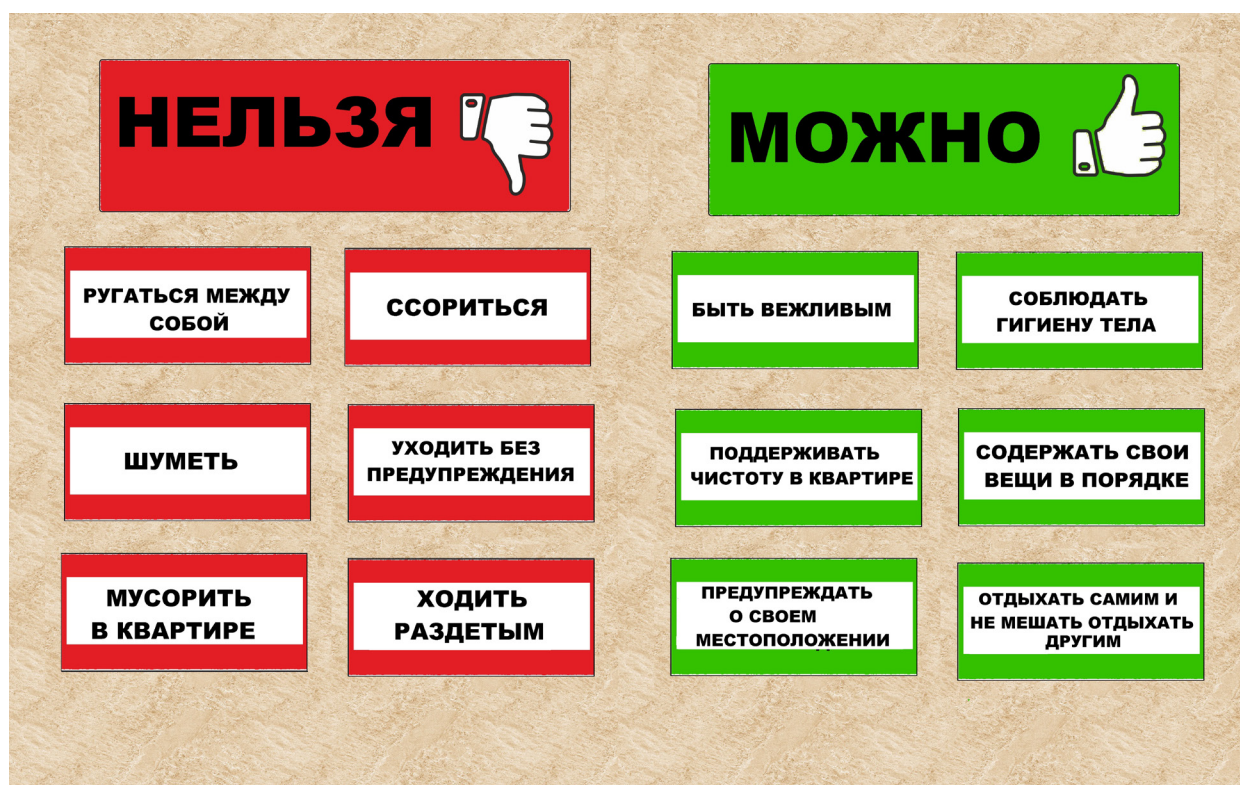 НЕЛЬЗЯ
РУГАТЬСЯ МЕЖДУ
СОБОЙ
ССОРИТЬСЯ
ШУМЕТЬ
УХОДИТЬ БЕЗ
ПРЕДУПРЕЖДЕНИЯ
МУСОРИТЬ
В КВАРТИРЕ
ХОДИТЬ
РАЗДЕТЫМ
МОЖНО
БЫТЬ ВЕЖЛИВЫМ
СОБЛЮДАТЬ
ГИГИЕНУ ТЕЛА
ПОДДЕРЖИВАТЬ
ЧИСТОТУ В КВАРТИРЕ
СОДЕРЖАТЬ СВОИ
ВЕЩИ В ПОРЯДКЕ
ПРЕДУПРЕЖДАТЬ
О СВОЕМ
МЕСТОПОЛОЖЕНИИ
ОТДЫХАТЬ САМИМ И
НЕ МЕШАТЬ ОТДЫХАТЬ
ДРУГИМ